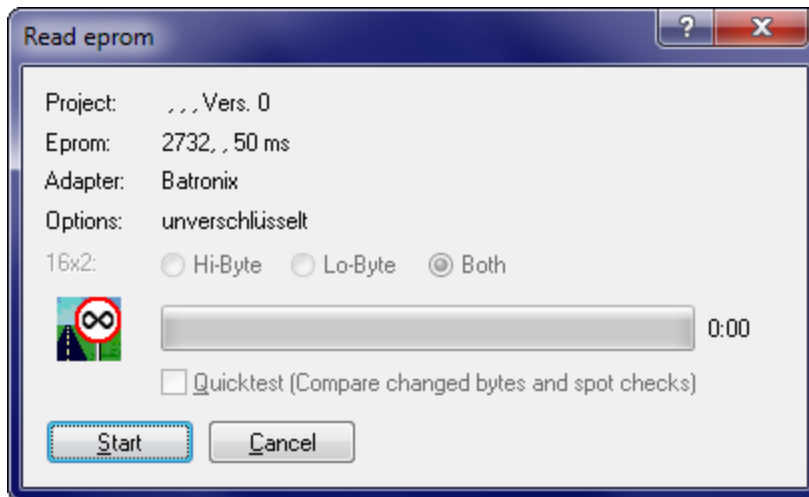 Read eprom
Project: , , , Vers. 0
Eprom: 2732, , 50 ms
Adapter: Batronix
Options: unverschlüsselt
16x2: Hi-Byte Lo-Byte Both
0:00
Quicktest (Compare changed bytes and spot checks)
Start Cancel